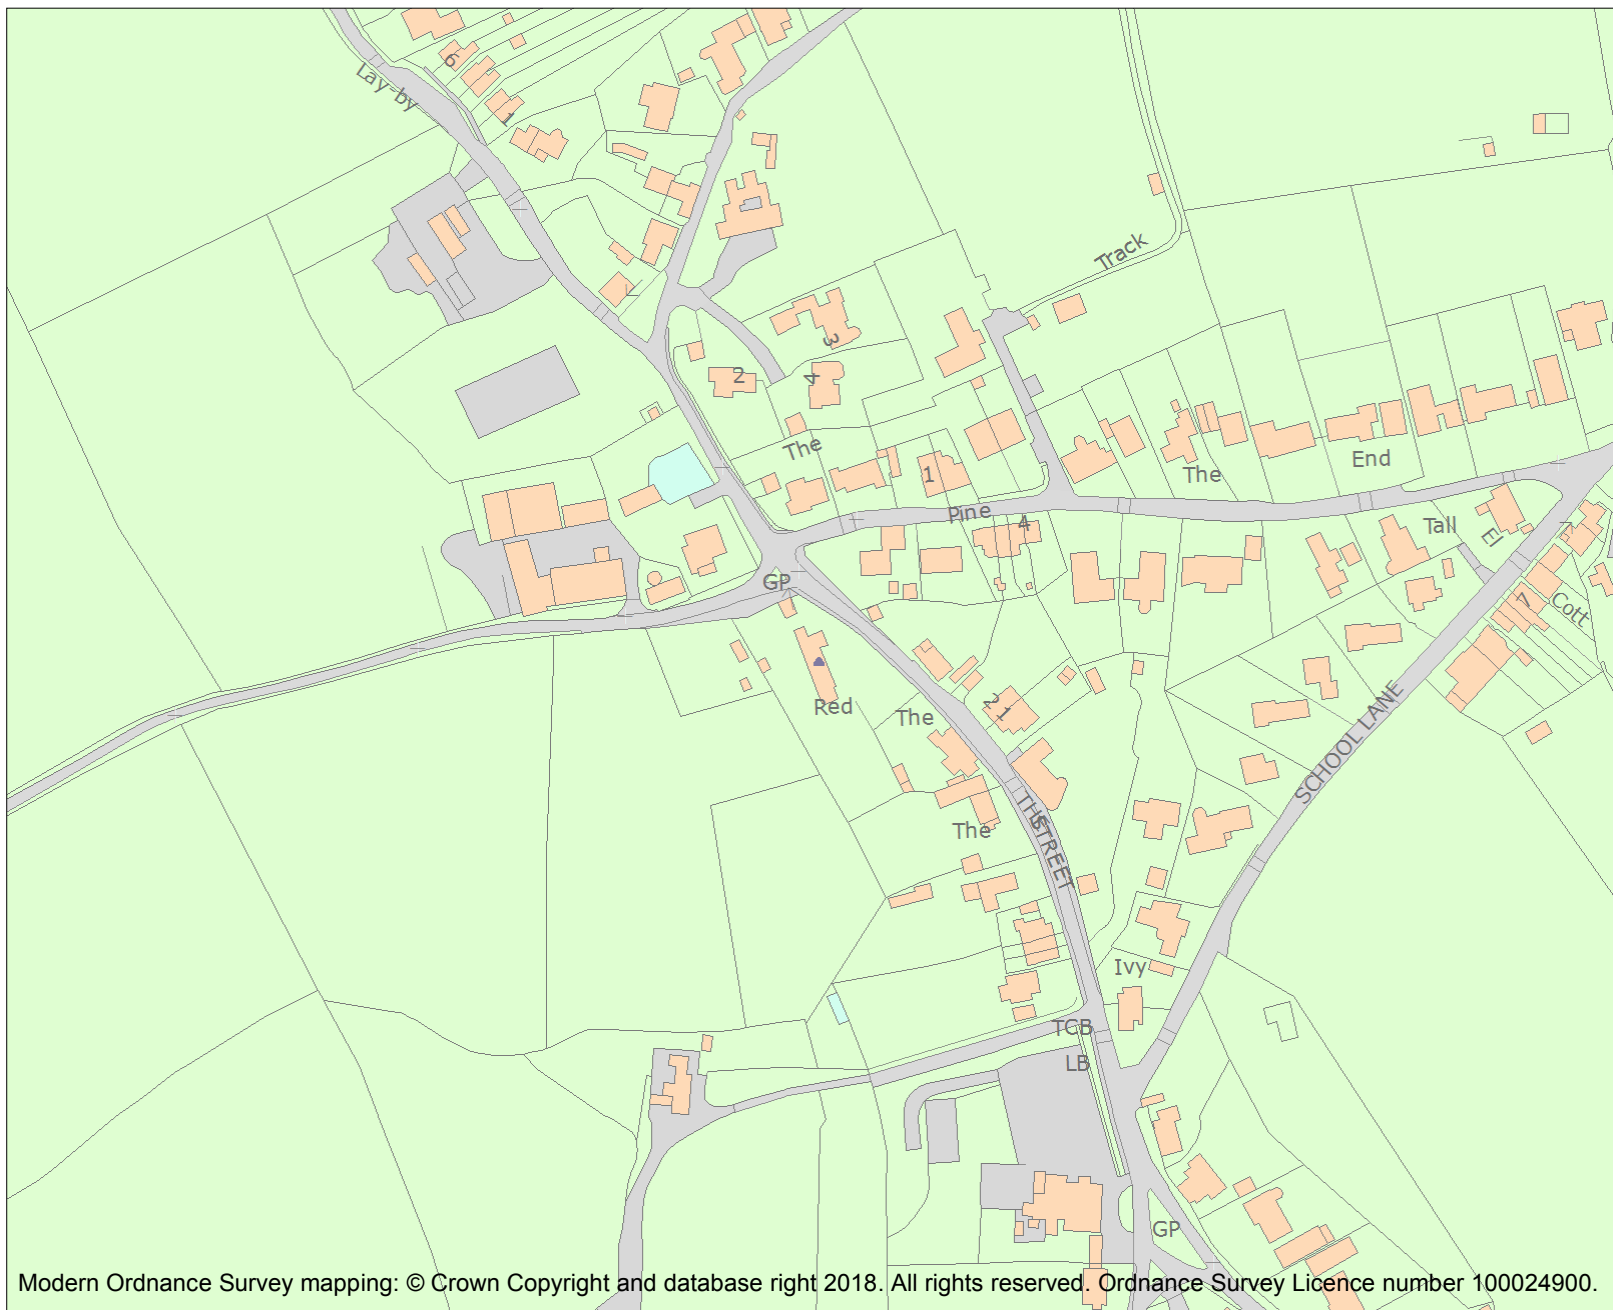 6
Lay-by
1
Track
3
2
4
The
The
End
1
Pine
4
Tall
El
GP
7
Cott
Red
The
2
1
SCHOOL LANE
THE STREET
The
Ivy
TCB
LB
GP
Modern Ordnance Survey mapping: © Crown Copyright and database right 2018. All rights reserved. Ordnance Survey Licence number 100024900.